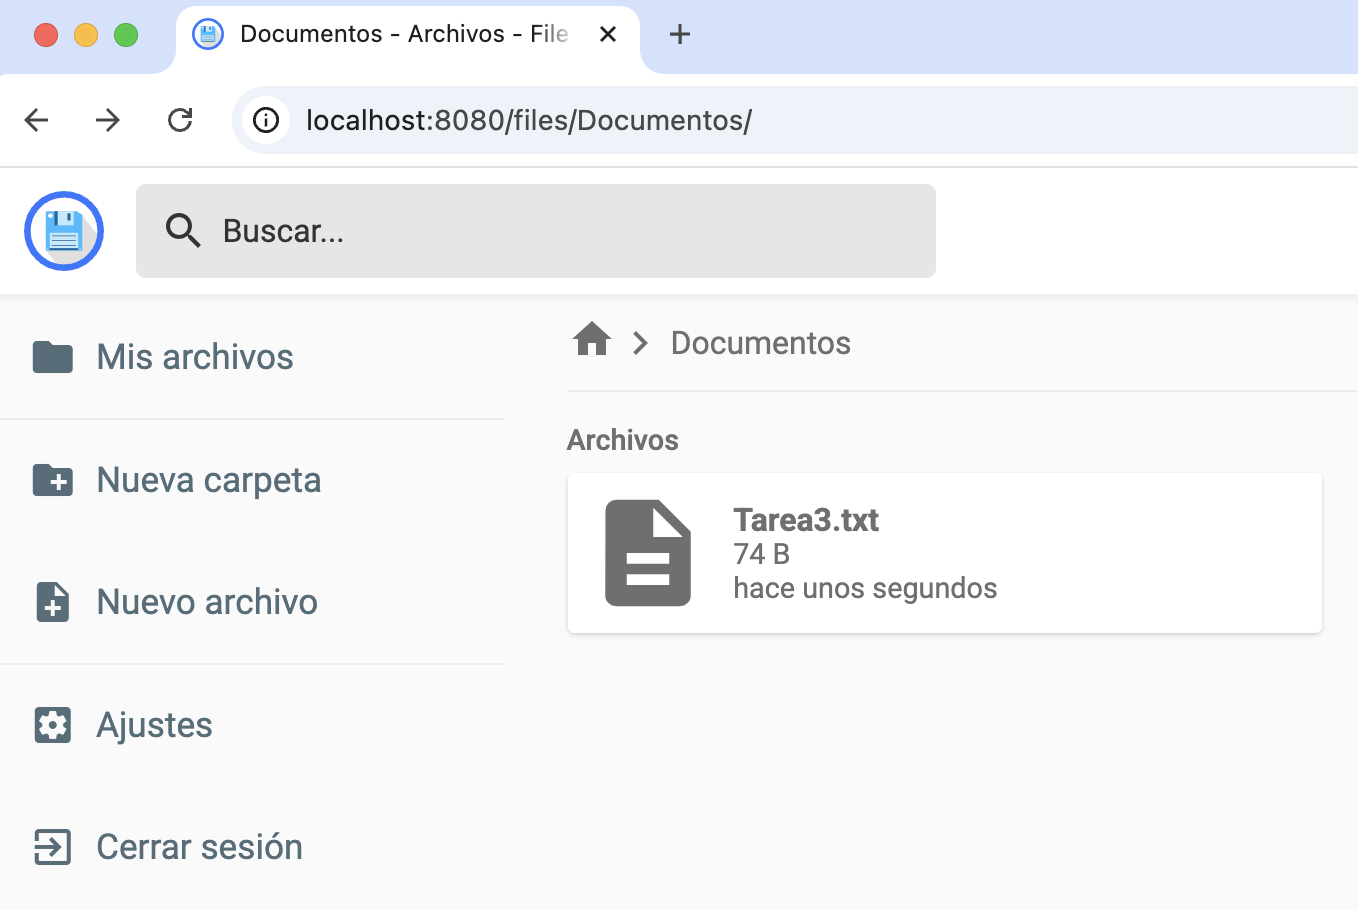 Documentos - Archivos - File
localhost:8080/files/Documentos/
Buscar...
Mis archivos
Nueva carpeta
Nuevo archivo
Ajustes
Cerrar sesión
Documentos
Archivos
Tarea3.txt
74 B
hace unos segundos